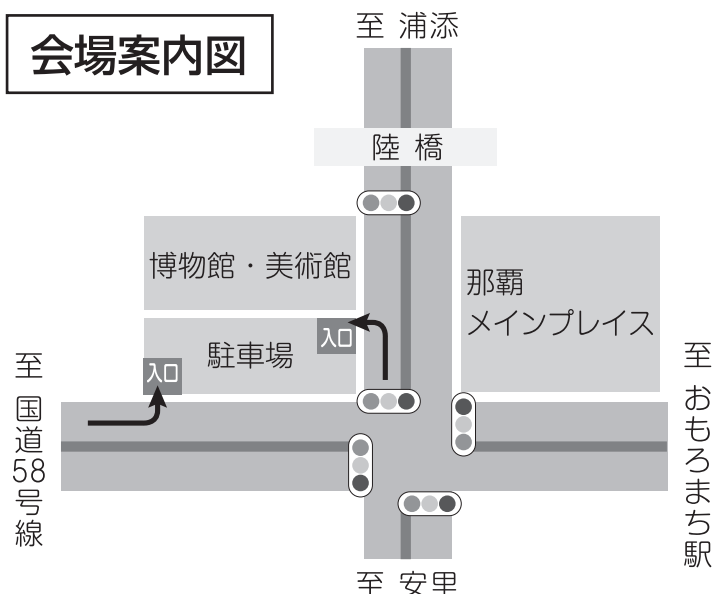 会場案内図
至 浦添
陸橋
博物館・美術館
那覇
メインプレイス
入口
駐車場
入口
至 国道58号線
至 おもろまち駅
至 安里